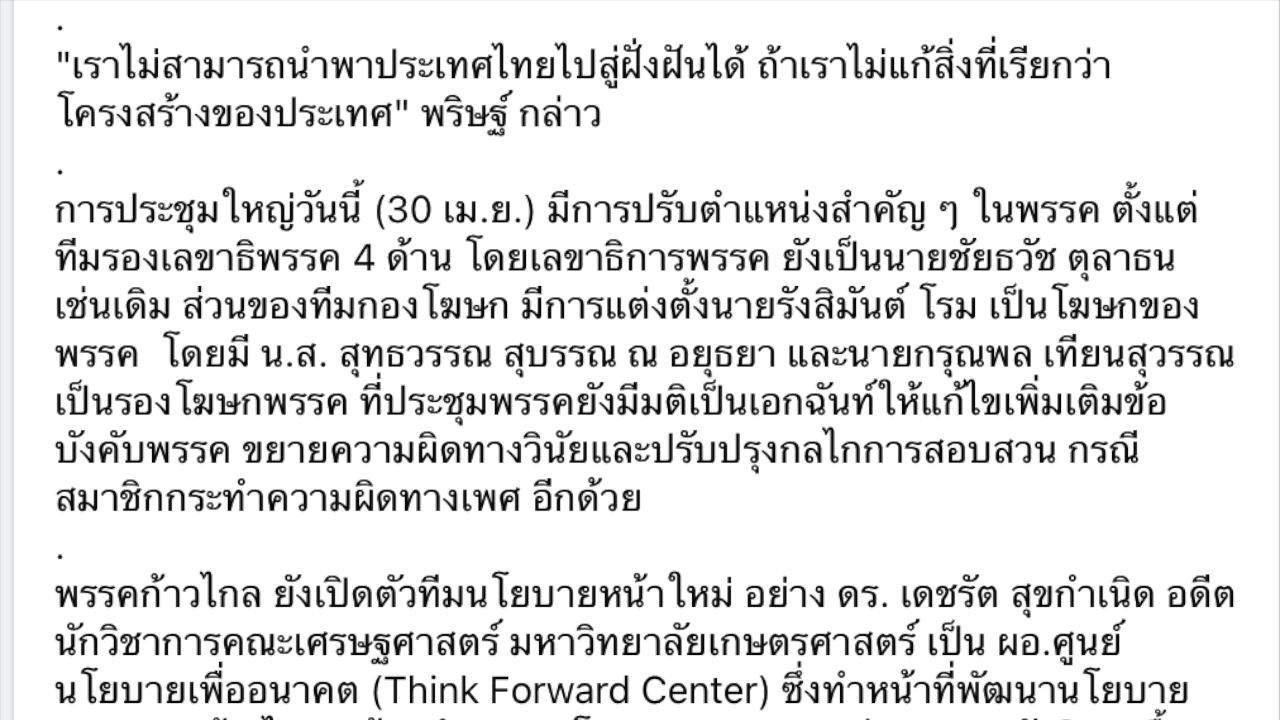 .
"เราไม่สามารถนำพาประเทศไทยไปสู่ฝั่งฝันได้ ถ้าเราไม่แก้สิ่งที่เรียกว่า
โครงสร้างของประเทศ" พริษฐ์ กล่าว
.
การประชุมใหญ่วันนี้ (30 เม.ย.) มีการปรับตำแหน่งสำคัญ ๆ ในพรรค ตั้งแต่
ทีมรองเลขาธิพรรค 4 ด้าน โดยเลขาธิการพรรค ยังเป็นนายชัยธวัช ตุลาธน
เช่นเดิม ส่วนของทีมกองโฆษก มีการแต่งตั้งนายรังสิมันต์ โรม เป็นโฆษกของ
พรรค  โดยมี น.ส. สุทธวรรณ สุบรรณ ณ อยุธยา และนายกรุณพล เทียนสุวรรณ
เป็นรองโฆษกพรรค ที่ประชุมพรรคยังมีมติเป็นเอกฉันท์ให้แก้ไขเพิ่มเติมข้อ
บังคับพรรค ขยายความผิดทางวินัยและปรับปรุงกลไกการสอบสวน กรณี
สมาชิกกระทำความผิดทางเพศ อีกด้วย
.
พรรคก้าวไกล ยังเปิดตัวทีมนโยบายหน้าใหม่ อย่าง ดร. เดชรัต สุขกำเนิด อดีต
นักวิชาการคณะเศรษฐศาสตร์ มหาวิทยาลัยเกษตรศาสตร์ เป็น ผอ.ศูนย์
นโยบายเพื่ออนาคต (Think Forward Center) ซึ่งทำหน้าที่พัฒนานโยบาย